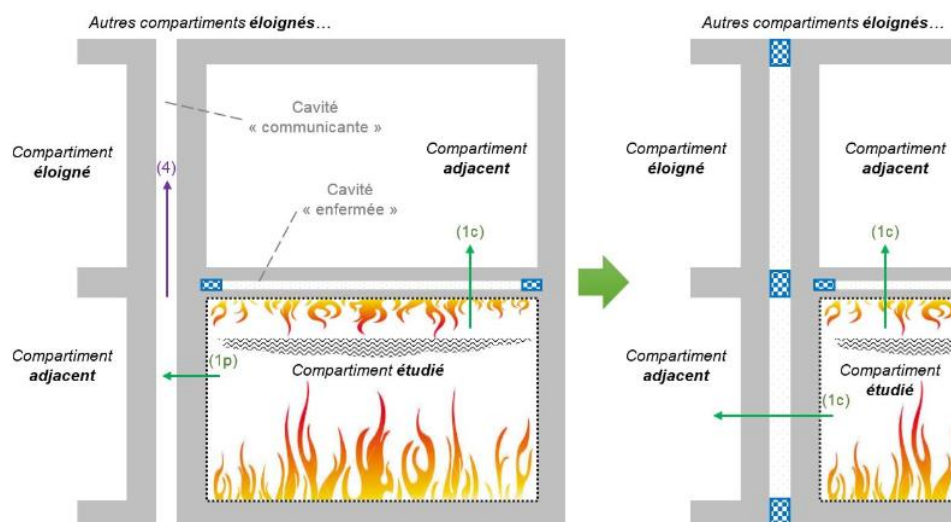 Autres compartiments éloignés…
Cavité
« communicante »
Compartiment
éloigné
(4)
Compartiment
adjacent
Cavité
« enfermée »
(1c)
Compartiment
adjacent
(1p)
Compartiment étudié
Autres compartiments éloignés…
Compartiment
éloigné
Compartiment
adjacent
(1c)
Compartiment
adjacent
Compartiment
étudié
(1c)